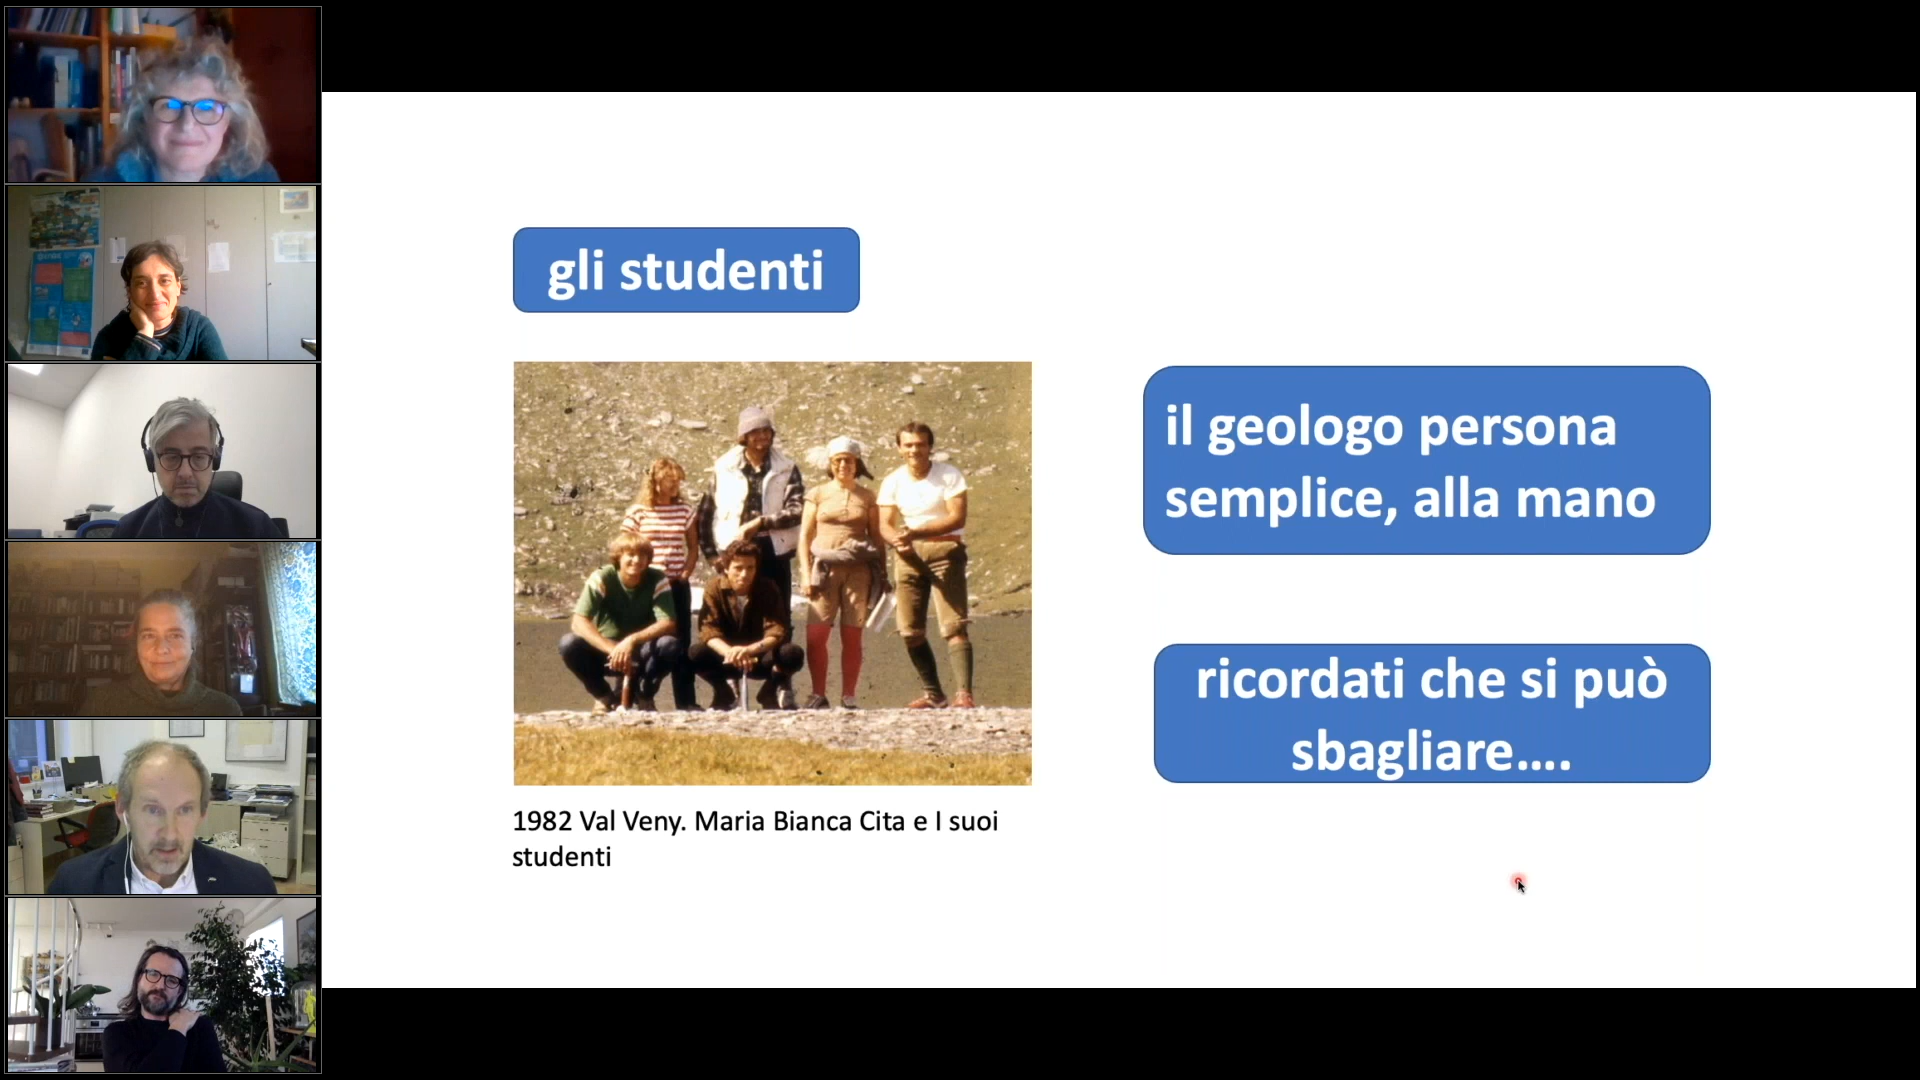 gli studenti
il geologo persona
semplice, alla mano
ricordati che si può
sbagliare....
1982 Val Veny. Maria Bianca Cita e I suoi
studenti